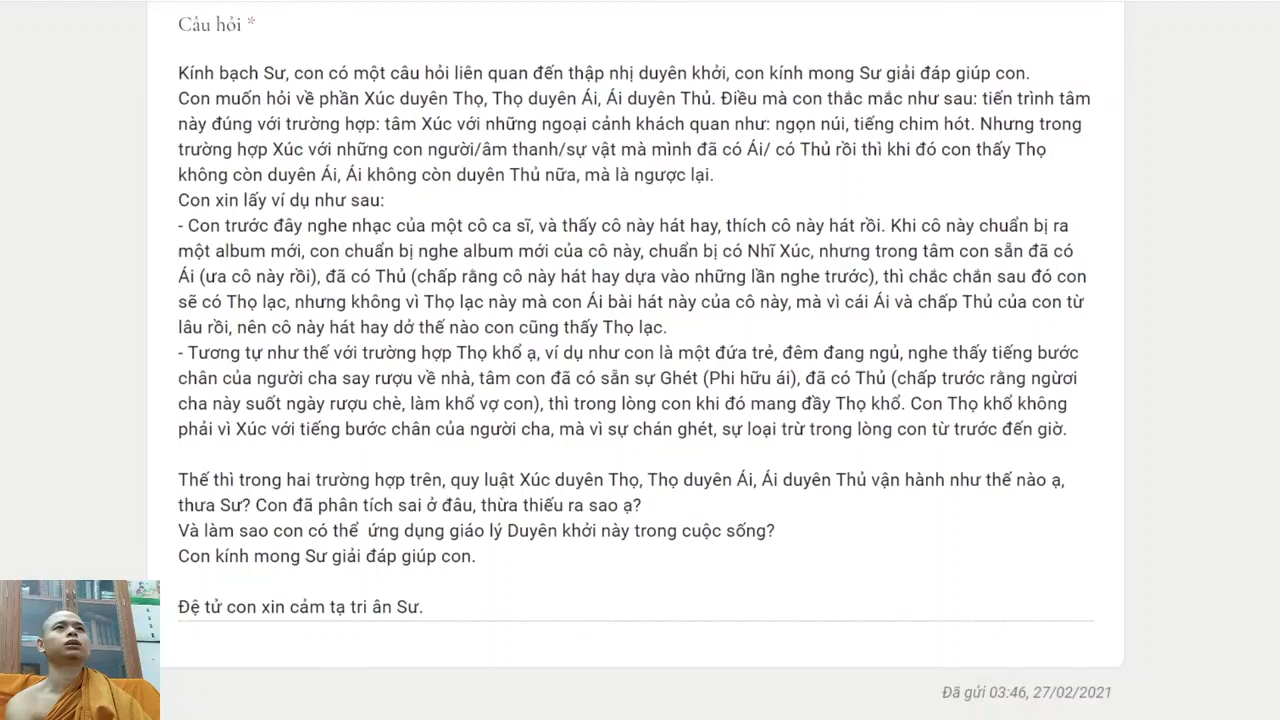 Câu hỏi *
Kính bạch Sư, con có một câu hỏi liên quan đến thập nhị duyên khởi, con kính mong Sư giải đáp giúp con.
Con muốn hỏi về phần Xúc duyên Thọ, Thọ duyên Ái, Ái duyên Thủ. Điều mà con thắc mắc như sau: tiến trình tâm
này đúng với trường hợp: tâm Xúc với những ngoại cảnh khách quan như: ngọn núi, tiếng chim hót. Nhưng trong
trường hợp Xúc với những con người/âm thanh/sự vật mà mình đã có Ái/ có Thủ rồi thì khi đó con thấy Thọ
không còn duyên Ái, Ái không còn duyên Thủ nữa, mà là ngược lại.
Con xin lấy ví dụ như sau:
- Con trước đây nghe nhạc của một cô ca sĩ, và thấy cô này hát hay, thích cô này hát rồi. Khi cô này chuẩn bị ra
một album mới, con chuẩn bị nghe album mới của cô này, chuẩn bị có Nhĩ Xúc, nhưng trong tâm con sẵn đã có
Ái (ưa cô này rồi), đã có Thủ (chấp rằng cô này hát hay dựa vào những lần nghe trước), thì chắc chắn sau đó con
sẽ có Thọ lạc, nhưng không vì Thọ lạc này mà con Ái bài hát này của cô này, mà vì cái Ái và chấp Thủ của con từ
lâu rồi, nên cô này hát hay dở thế nào con cũng thấy Thọ lạc.
- Tương tự như thế với trường hợp Thọ khổ ạ, ví dụ như con là một đứa trẻ, đêm đang ngủ, nghe thấy tiếng bước
chân của người cha say rượu về nhà, tâm con đã có sẵn sự Ghét (Phi hữu ái), đã có Thủ (chấp trước rằng ngừơi
cha này suốt ngày rượu chè, làm khổ vợ con), thì trong lòng con khi đó mang đầy Thọ khổ. Con Thọ khổ không
phải vì Xúc với tiếng bước chân của người cha, mà vì sự chán ghét, sự loại trừ trong lòng con từ trước đến giờ.
Thế thì trong hai trường hợp trên, quy luật Xúc duyên Thọ, Thọ duyên Ái, Ái duyên Thủ vận hành như thế nào ạ,
thưa Sư? Con đã phân tích sai ở đâu, thừa thiếu ra sao ạ?
Và làm sao con có thể ứng dụng giáo lý Duyên khởi này trong cuộc sống?
Con kính mong Sư giải đáp giúp con.
Đệ tử con xin cảm tạ tri ân Sư.
Đã gửi 03:46, 27/02/2021